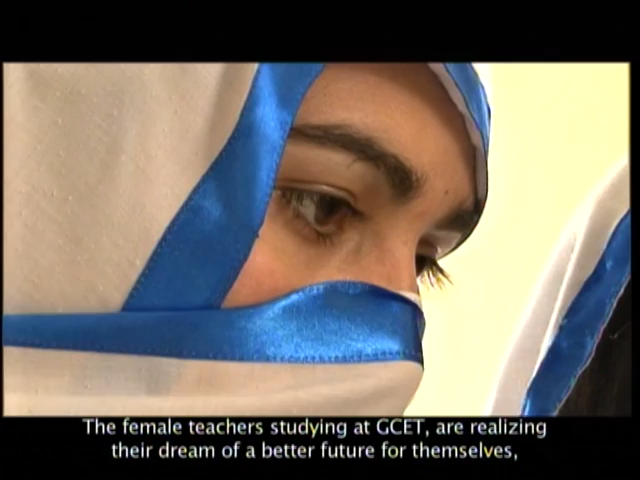 The female teachers studying at GCET, are realizing
their dream of a better future for themselves,